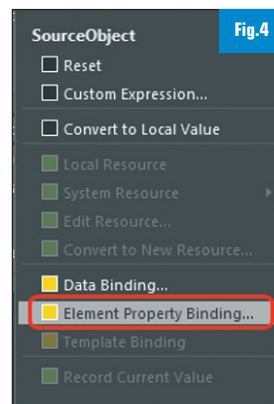 Fig.4
SourceObject
Reset
Custom Expression...
Convert to Local Value
Local Resource
System Resource
Edit Resource...
Convert to New Resource...
Data Binding...
Element Property Binding...
Template Binding
Record Current Value